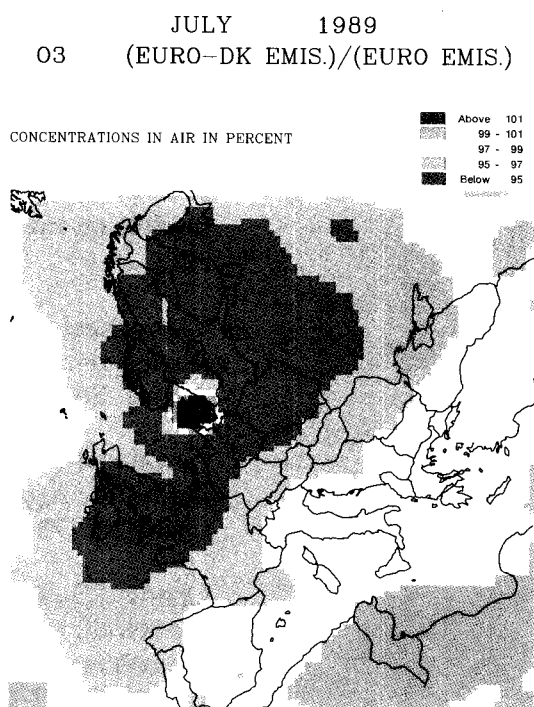 JULY 1989
03 (EURO-DK EMIS.)/(EURO EMIS.)
CONCENTRATIONS IN AIR IN PERCENT
Above 101
99 - 101
97 - 99
95 - 97
Below 95